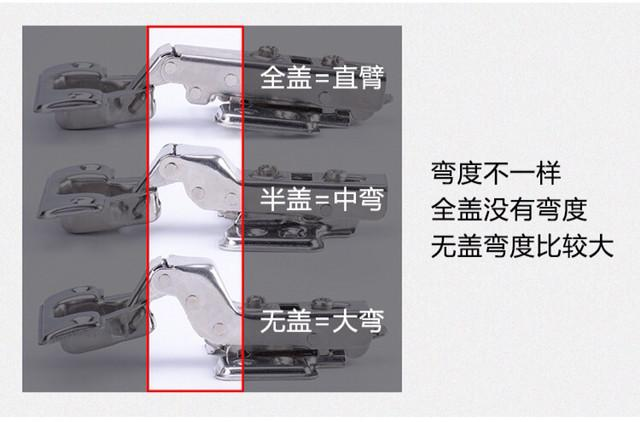 全盖=直臂
半盖=中弯
无盖=大弯
弯度不一样
全盖没有弯度
无盖弯度比较大